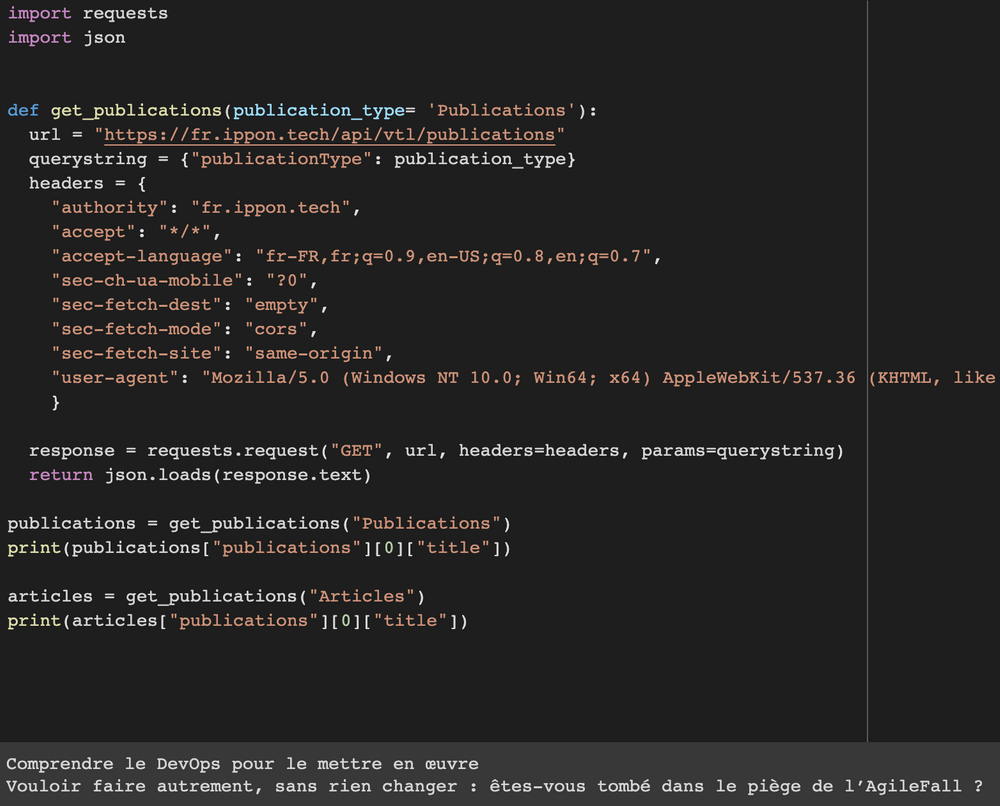 import requests
import json
def get_publications(publication_type= 'Publications'):
  url = "https://fr.ippon.tech/api/vtl/publications"
  querystring = {"publicationType": publication_type}
  headers = {
    "authority": "fr.ippon.tech",
    "accept": "*/*",
    "accept-language": "fr-FR,fr;q=0.9,en-US;q=0.8,en;q=0.7",
    "sec-ch-ua-mobile": "?0",
    "sec-fetch-dest": "empty",
    "sec-fetch-mode": "cors",
    "sec-fetch-site": "same-origin",
    "user-agent": "Mozilla/5.0 (Windows NT 10.0; Win64; x64) AppleWebKit/537.36 (KHTML, like
    }
  response = requests.request("GET", url, headers=headers, params=querystring)
  return json.loads(response.text)
publications = get_publications("Publications")
print(publications["publications"][0]["title"])
articles = get_publications("Articles")
print(articles["publications"][0]["title"])
Comprendre le DevOps pour le mettre en œuvre
Vouloir faire autrement, sans rien changer : êtes-vous tombé dans le piège de l’AgileFall ?